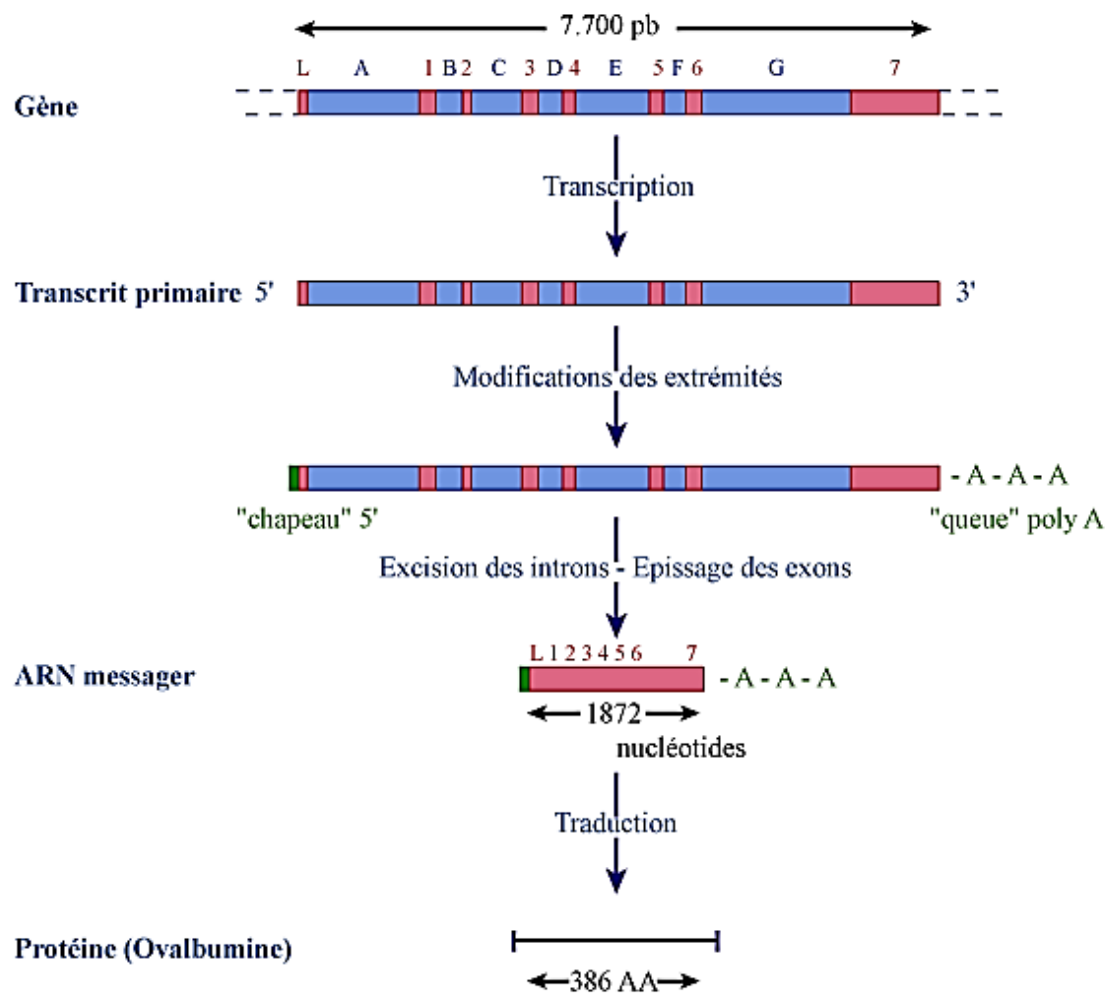 7.700 pb
L A 1 B 2 C 3 D 4 E 5 F 6 G 7
Gène
Transcription
Transcrit primaire 5' 3'
Modifications des extrémités
- A - A - A
"chapeau" 5' "queue" poly A
Excision des introns - Epissage des exons
L 1 2 3 4 5 6 7
ARN messager - A - A - A
1872
nucléotides
Traduction
Protéine (Ovalbumine)
386 AA